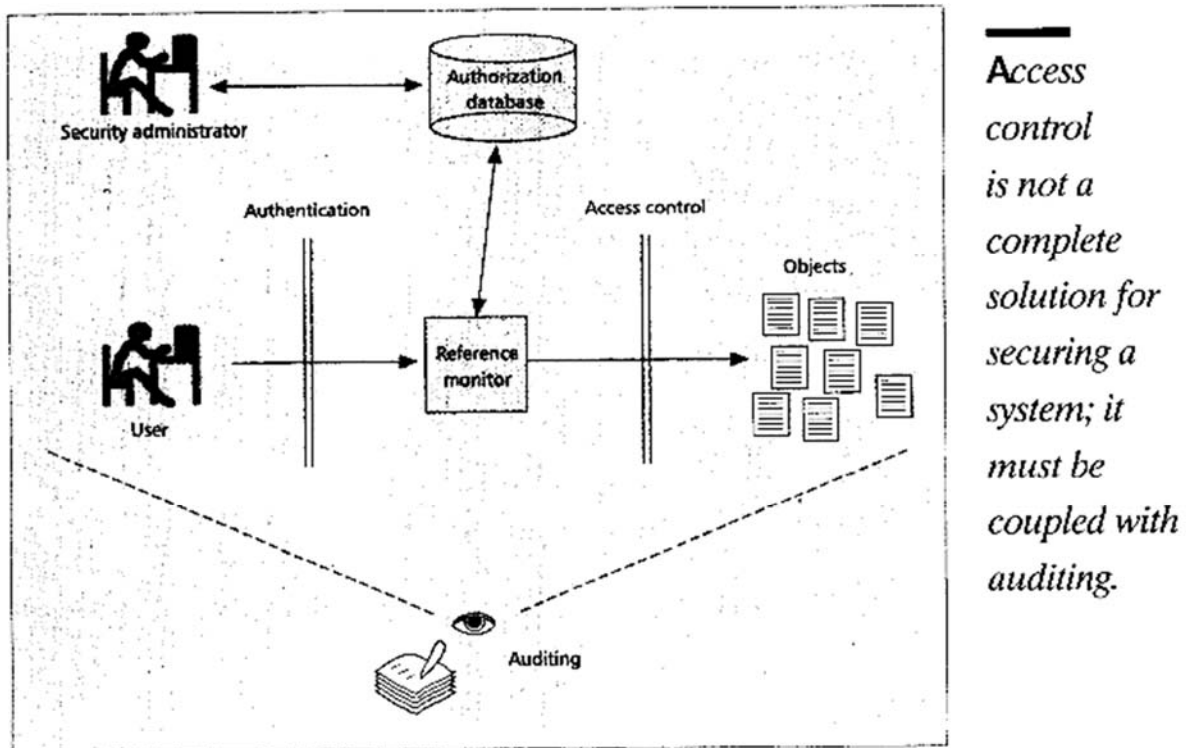 Authorization
database
Security administrator
Authentication
Access control
Objects
Reference
monitor
User
Auditing
Access
control
is not a
complete
solution for
securing a
system; it
must be
coupled with
auditing.